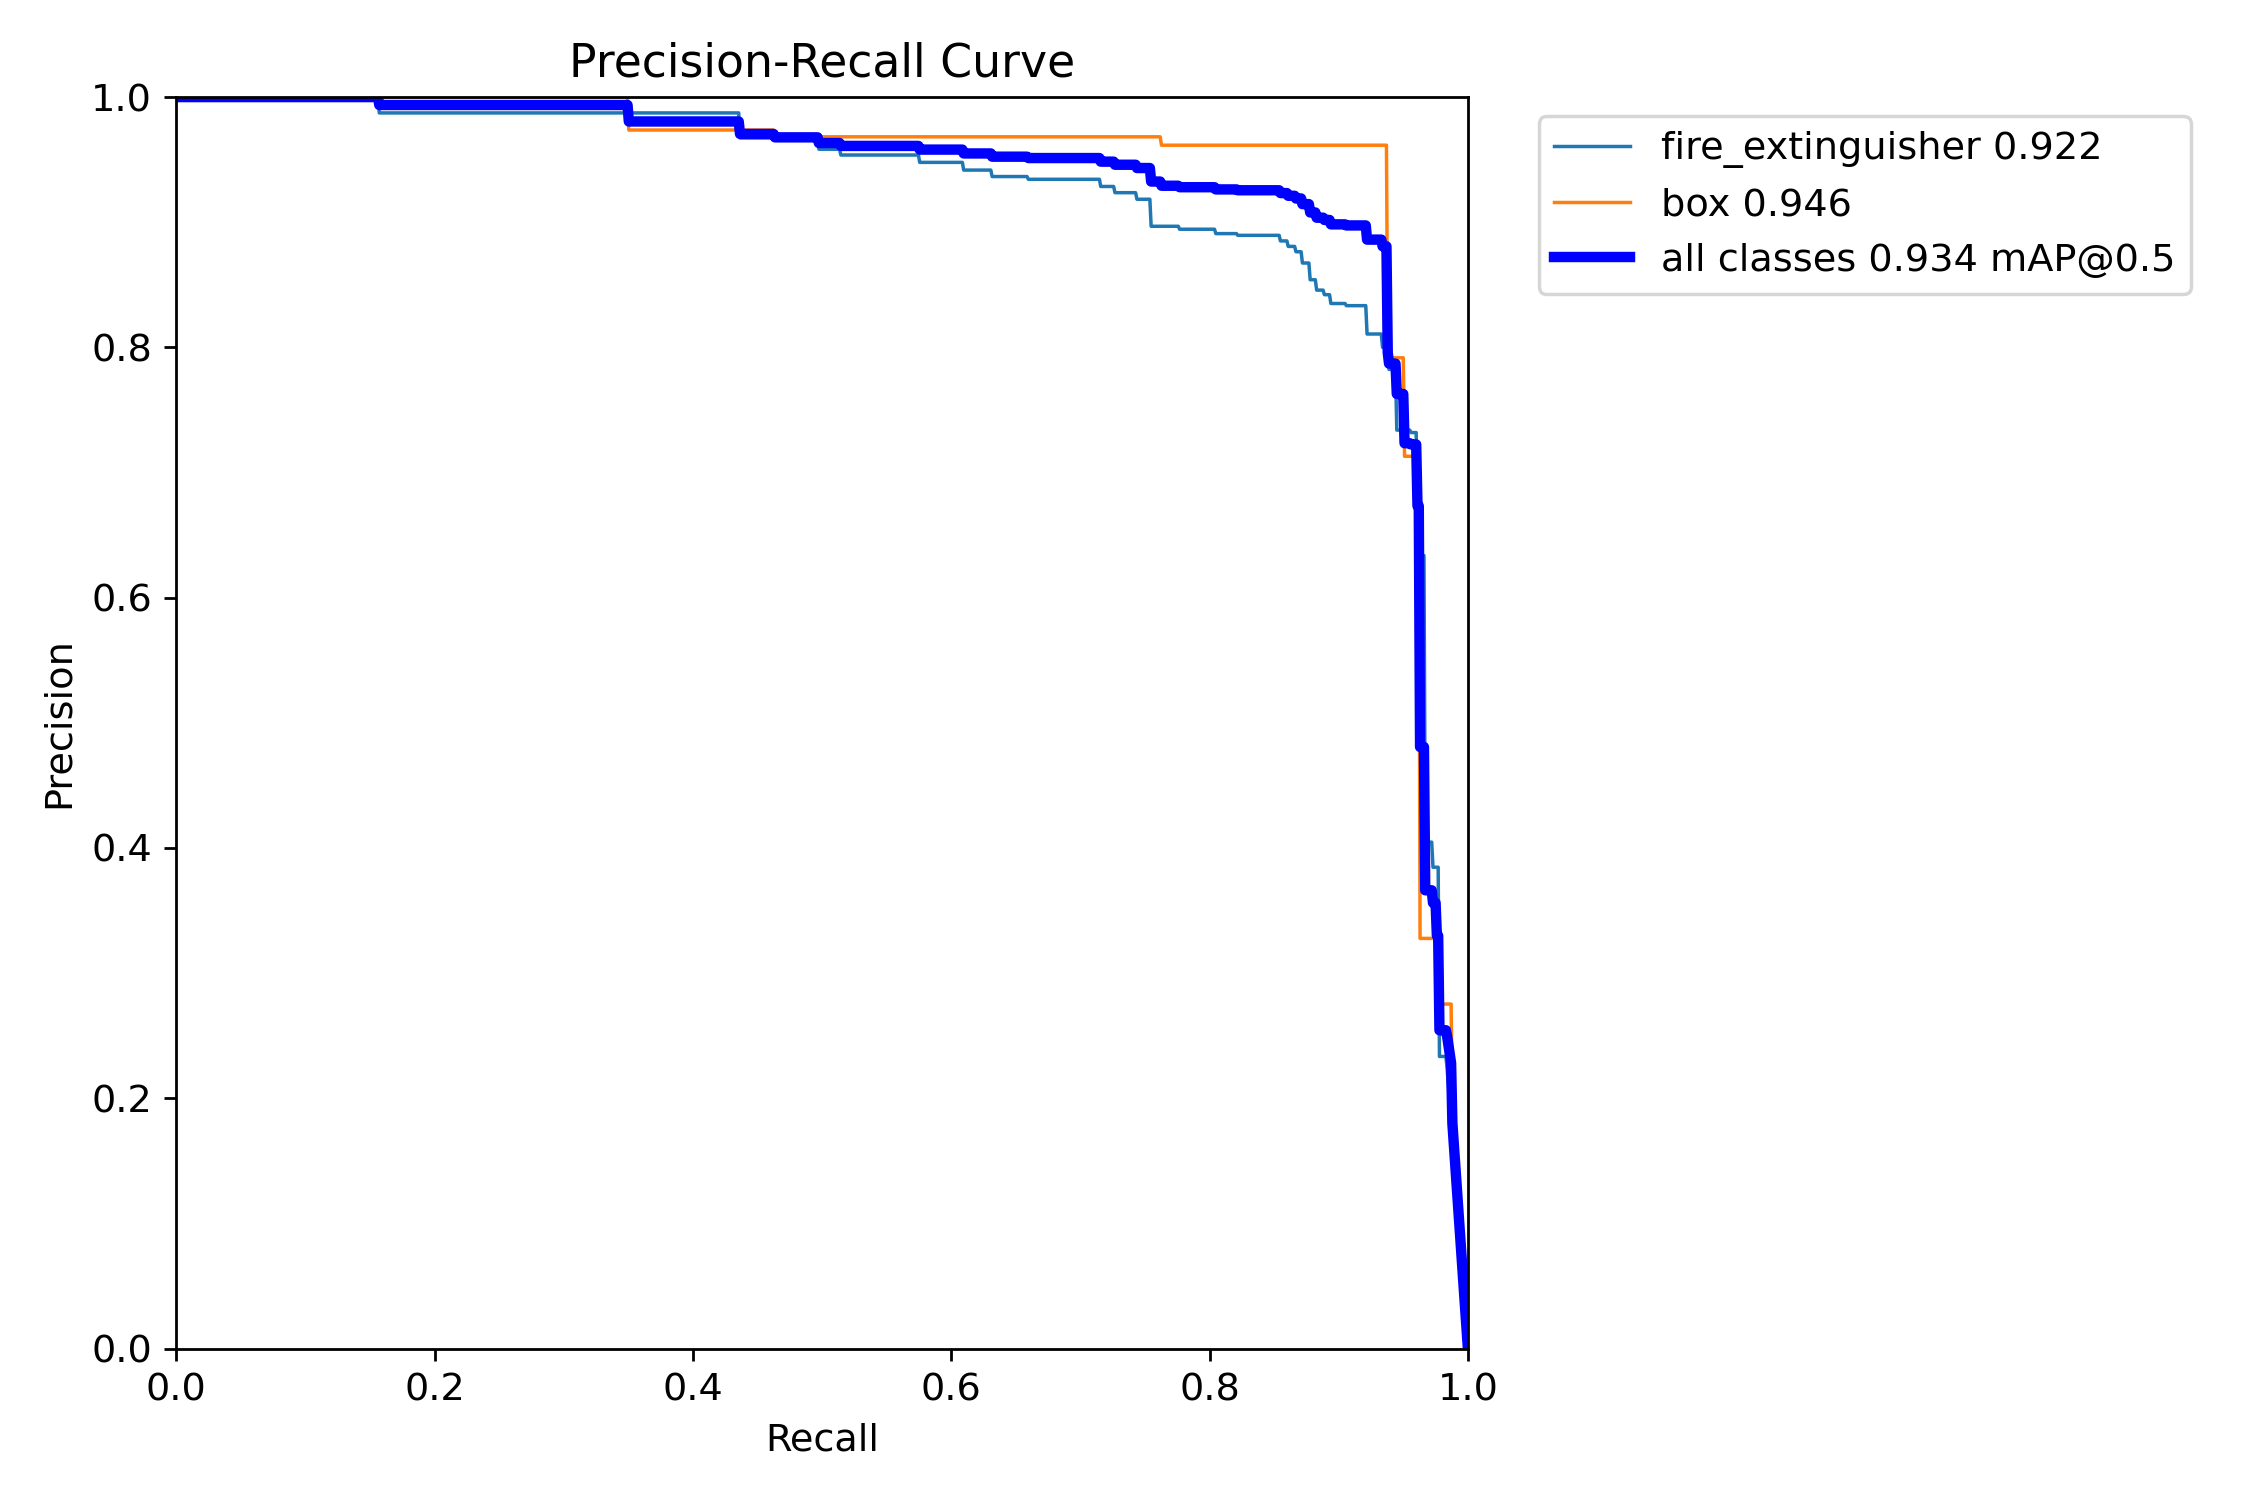 Precision-Recall Curve
fire_extinguisher 0.922
box 0.946
all classes 0.934 mAP@0.5
1.0
0.8
0.6
0.4
0.2
0.0
Precision
0.0 0.2 0.4 0.6 0.8 1.0
Recall